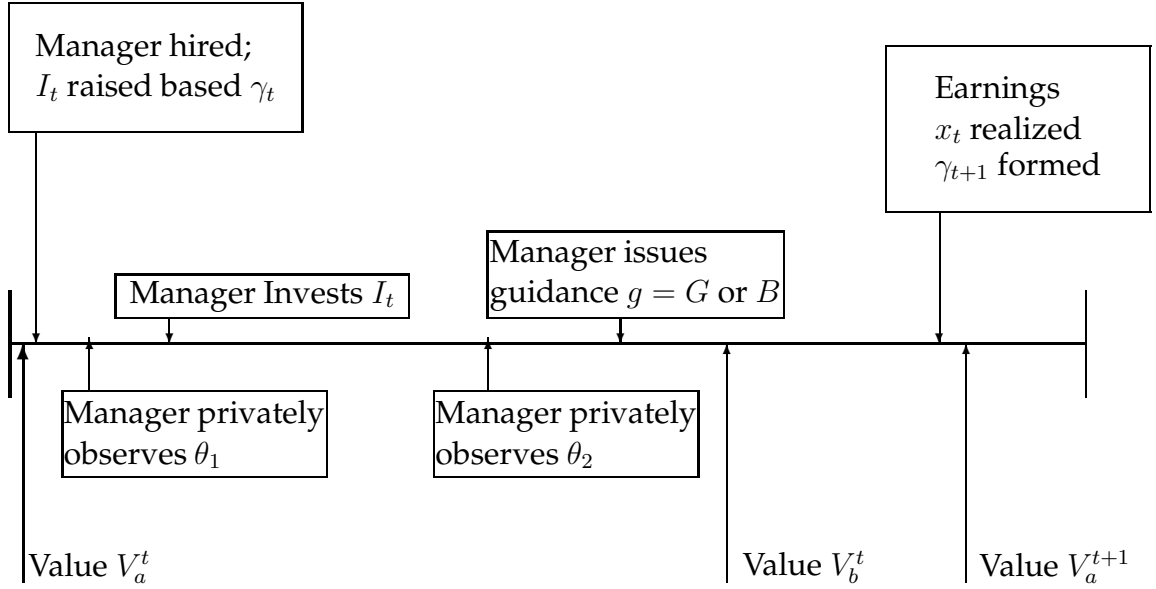 Manager hired;
I_t raised based γ_t
Earnings
x_t realized
γ_{t+1} formed
Manager issues
guidance g = G or B
Manager Invests I_t
Manager privately
observes θ_1
Manager privately
observes θ_2
Value V_a^t
Value V_b^t
Value V_a^{t+1}